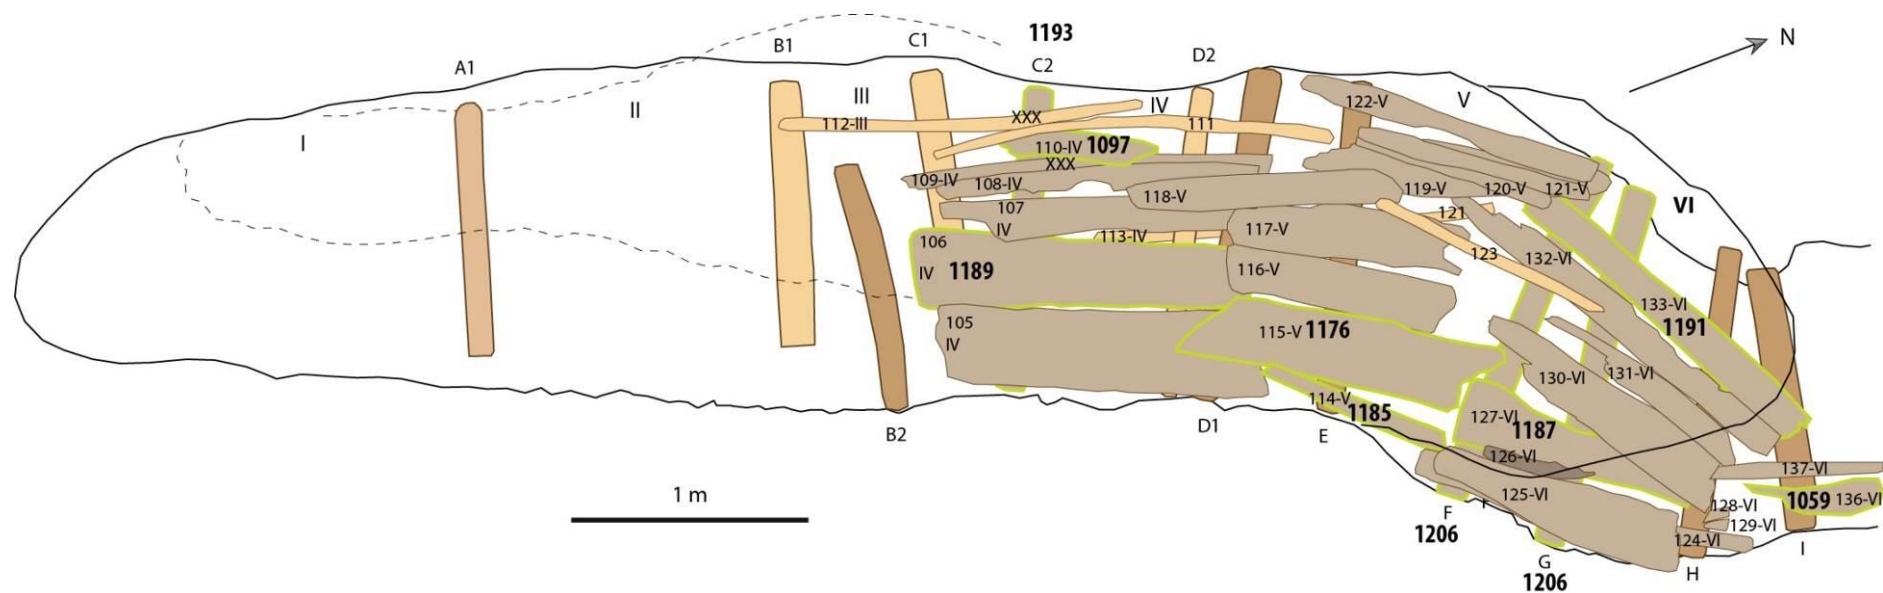 1193
N
B1
C1
D2
A1
C2
V
III
IV
122-V
II
XXX
112-III
111
I
110-IV 1097
XXX
109-IV
108-IV
119-V
120-V
121-V
118-V
VI
107
IV
121
117-V
113-IV
106
IV
1189
123
132-VI
116-V
133-VI
1191
105
IV
115-V 1176
131-VI
130-VI
114-V
1185
127-VI
1187
B2
D1
E
126-VI
137-VI
1 m
125-VI
1059 136-VI
128-VI
F
129-VI
1206
124-VI
I
G
H
1206